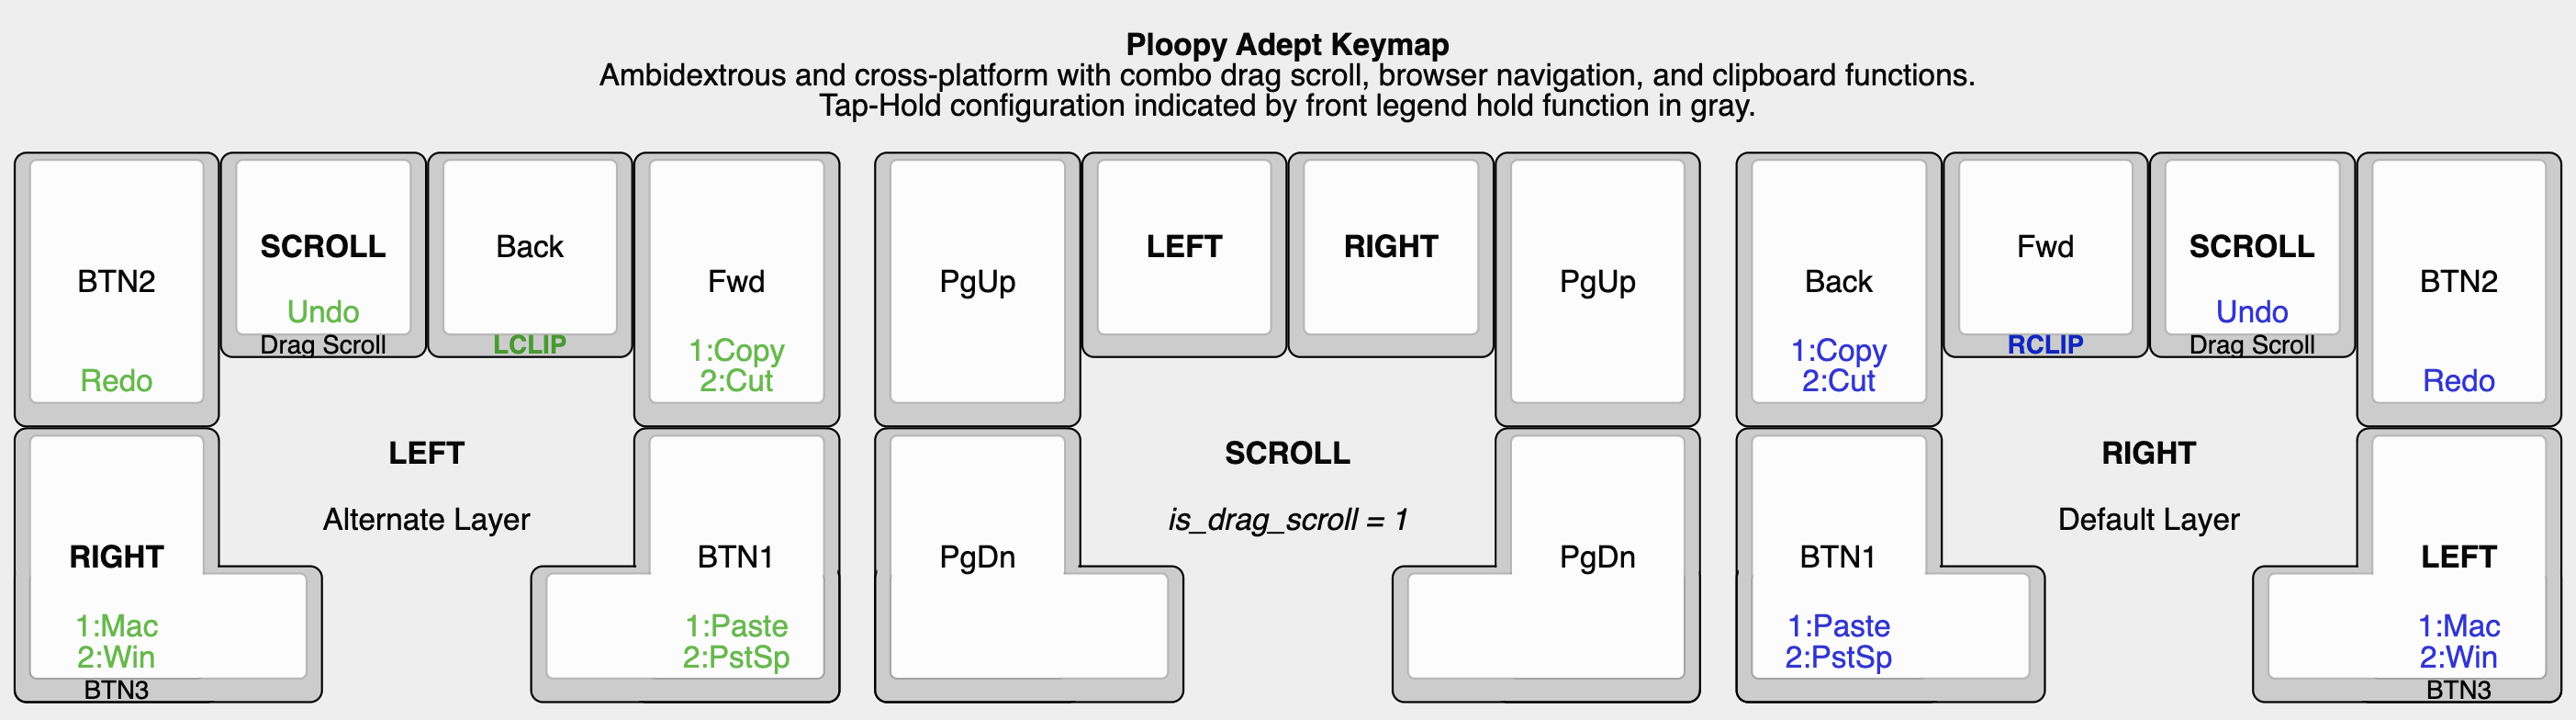 Ploopy Adept Keymap
Ambidextrous and cross-platform with combo drag scroll, browser navigation, and clipboard functions.
Tap-Hold configuration indicated by front legend hold function in gray.
BTN2
Redo
SCROLL
Undo
Drag Scroll
Back
LCLIP
Fwd
1:Copy
2:Cut
LEFT
Alternate Layer
RIGHT
1:Mac
2:Win
BTN3
BTN1
1:Paste
2:PstSp
PgUp
LEFT
RIGHT
PgUp
SCROLL
is_drag_scroll = 1
PgDn
PgDn
Back
1:Copy
2:Cut
Fwd
RCLIP
SCROLL
Undo
Drag Scroll
BTN2
Redo
RIGHT
Default Layer
BTN1
1:Paste
2:PstSp
LEFT
1:Mac
2:Win
BTN3